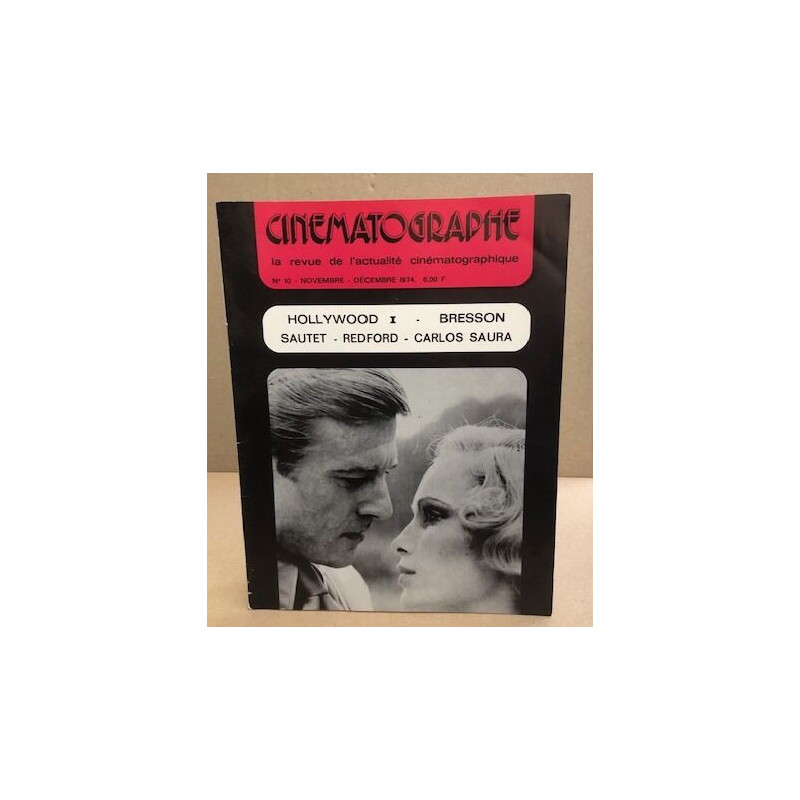 CINEMATOGRAPHE
la revue de l'actualité cinématographique
N° 10 - NOVEMBRE - DÉCEMBRE 1974. 6,00 F
HOLLYWOOD I - BRESSON
SAUTET - REDFORD - CARLOS SAURA